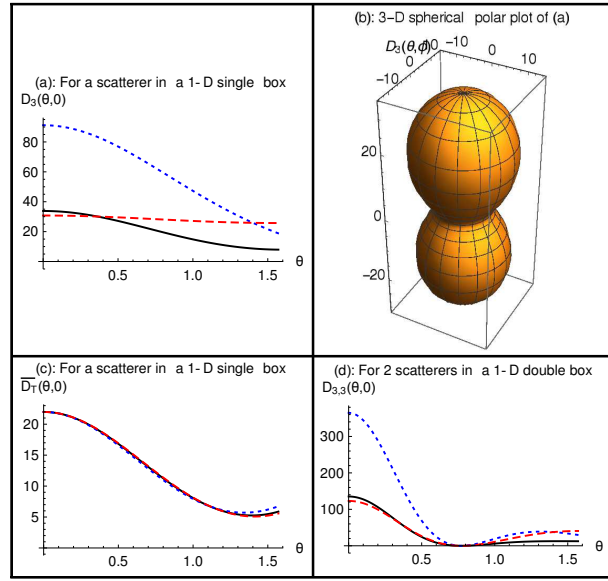 (a): For a scatterer in a 1-D single box
D₃(θ,0)
80
60
40
20
0.5 1.0 1.5 θ
(b): 3-D spherical polar plot of (a)
D₃(θ,ϕ)
-10 0 10
-10 0 10
20
0
-20
(c): For a scatterer in a 1-D single box
D_T(θ,0)
20
15
10
5
0.5 1.0 1.5 θ
(d): For 2 scatterers in a 1-D double box
D₃,₃(θ,0)
300
200
100
0.5 1.0 1.5 θ